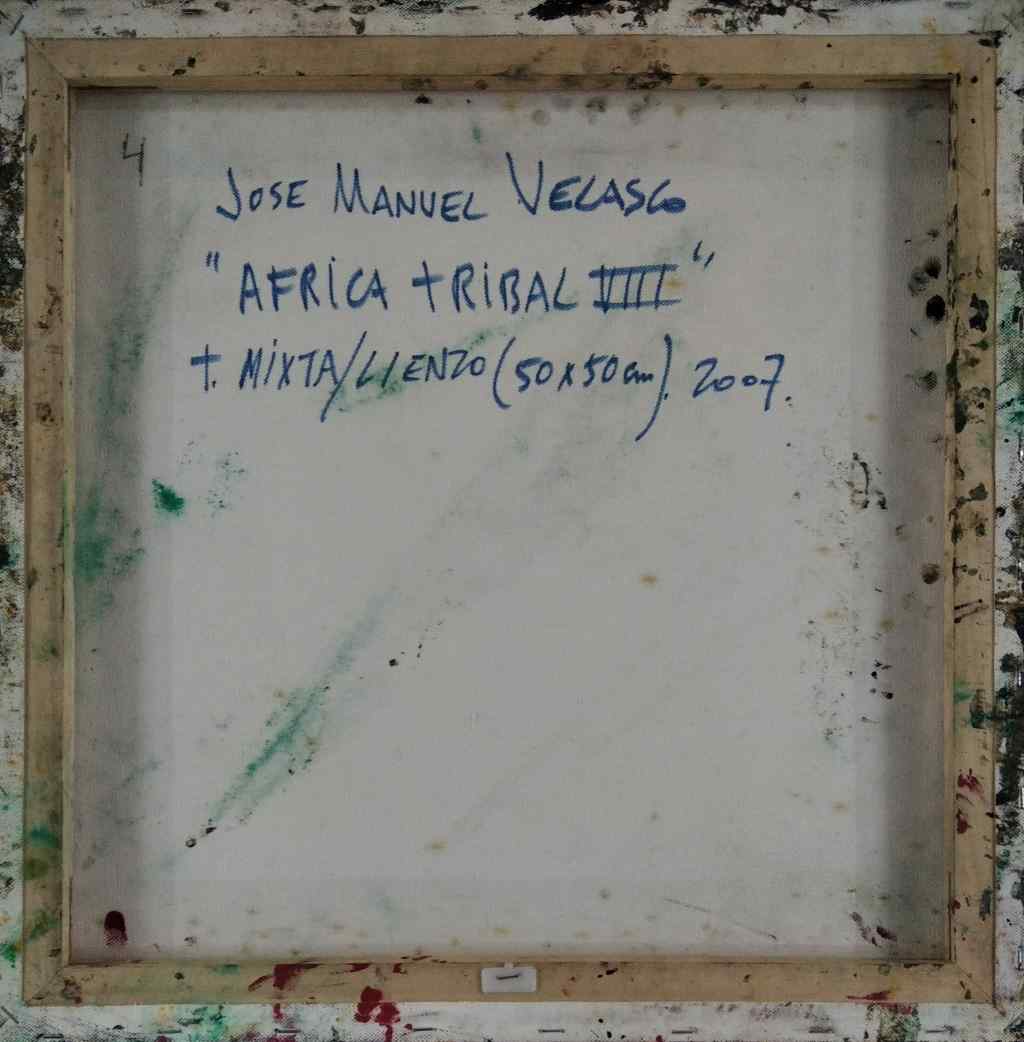 4
JOSE MANUEL VELASCO
"AFRICA TRIBAL VIII"
t. MIXTA/LIENZO (50x50cm). 2007.